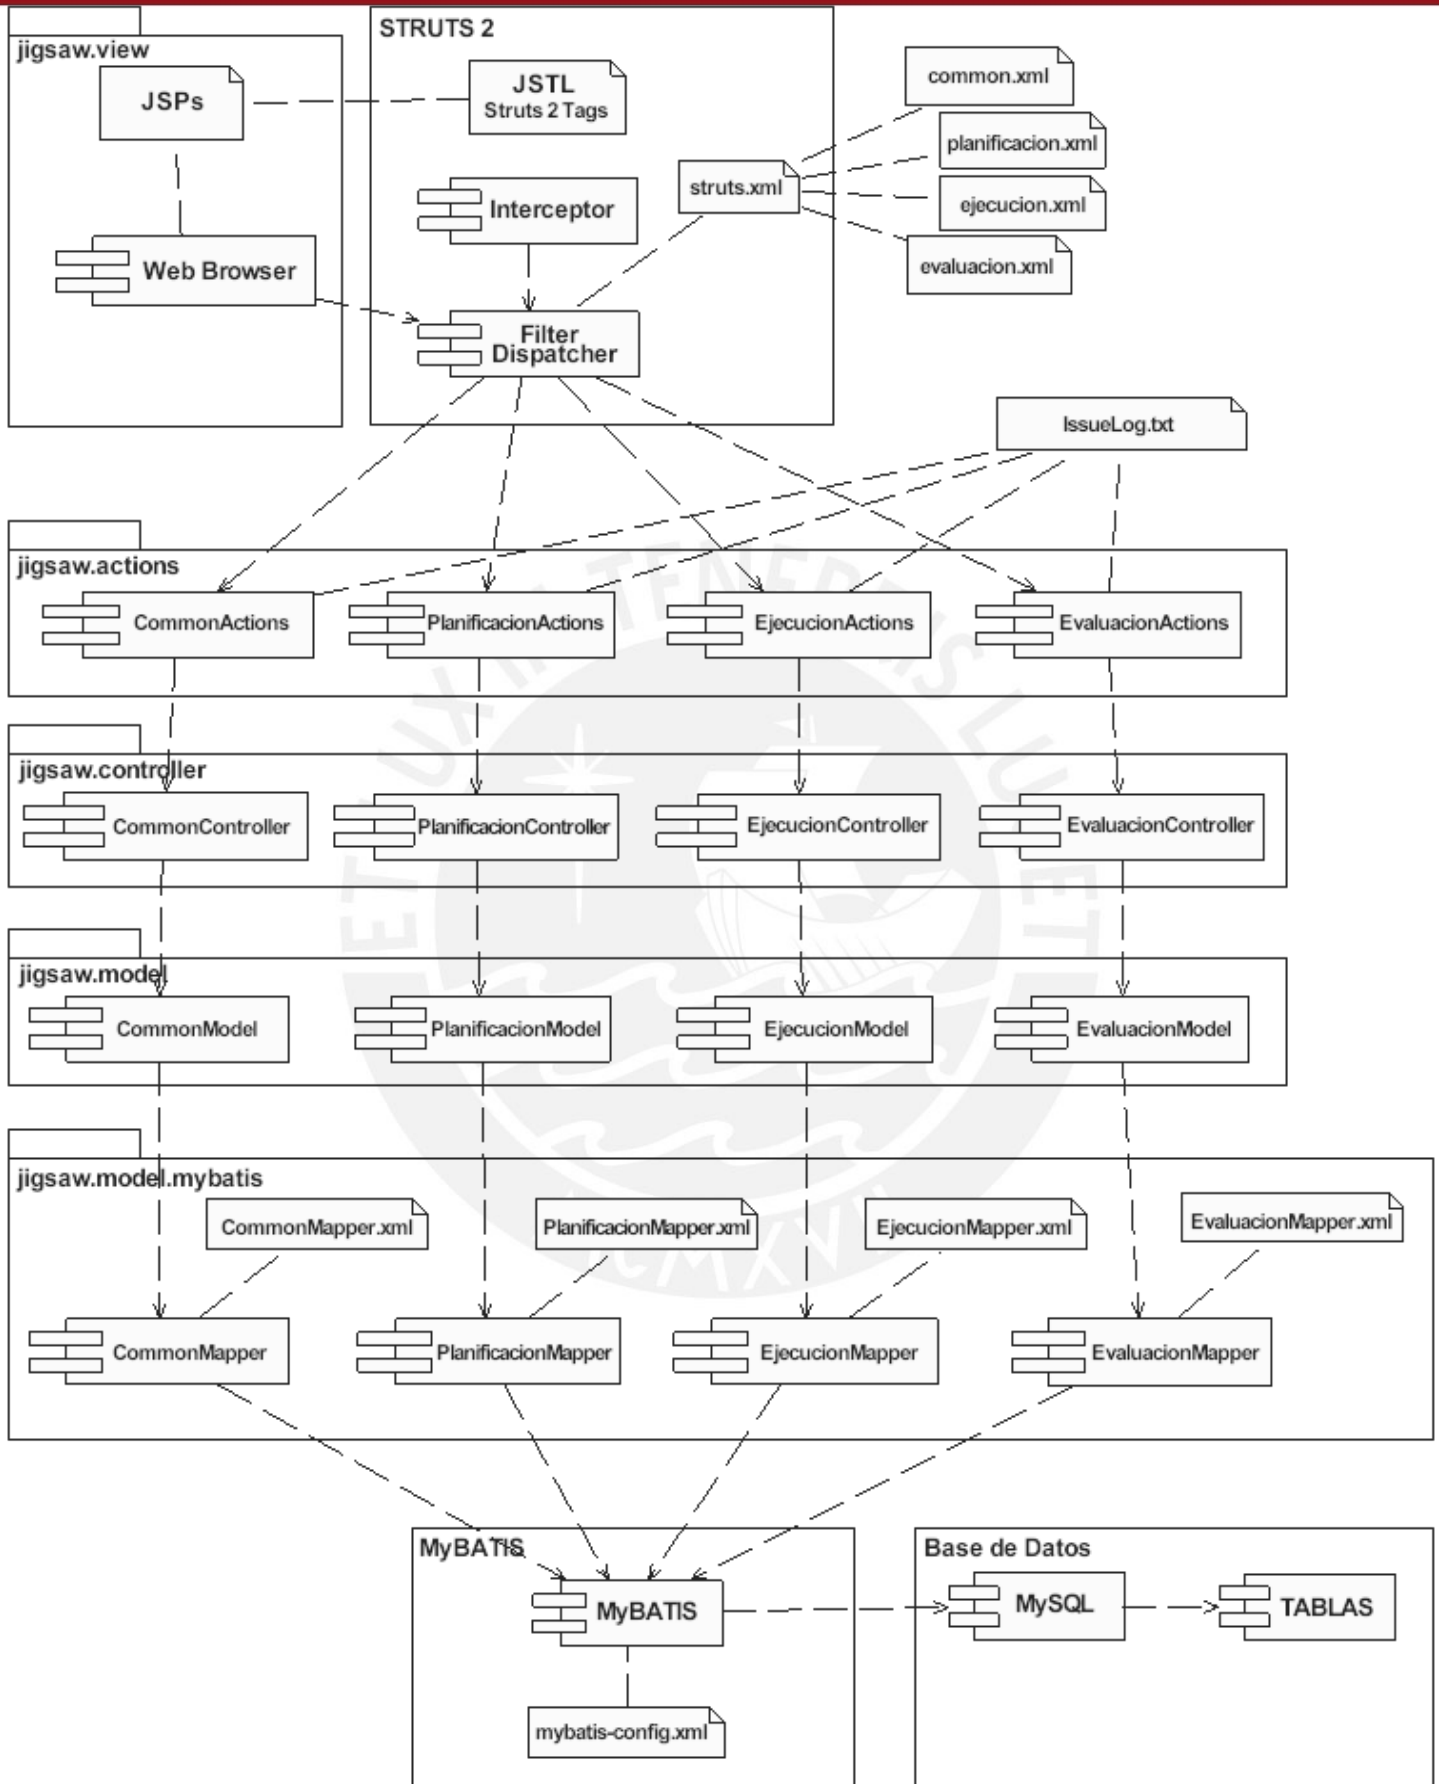 jigsaw.view
JSPs
Web Browser
STRUTS 2
JSTL
Struts 2 Tags
Interceptor
Filter
Dispatcher
struts.xml
common.xml
planificacion.xml
ejecucion.xml
evaluacion.xml
IssueLog.txt
jigsaw.actions
CommonActions
PlanificacionActions
EjecucionActions
EvaluacionActions
jigsaw.controller
CommonController
PlanificacionController
EjecucionController
EvaluacionController
jigsaw.model
CommonModel
PlanificacionModel
EjecucionModel
EvaluacionModel
jigsaw.model.mybatis
CommonMapper.xml
PlanificacionMapper.xml
EjecucionMapper.xml
EvaluacionMapper.xml
CommonMapper
PlanificacionMapper
EjecucionMapper
EvaluacionMapper
MyBATIS
MyBATIS
mybatis-config.xml
Base de Datos
MySQL
TABLAS